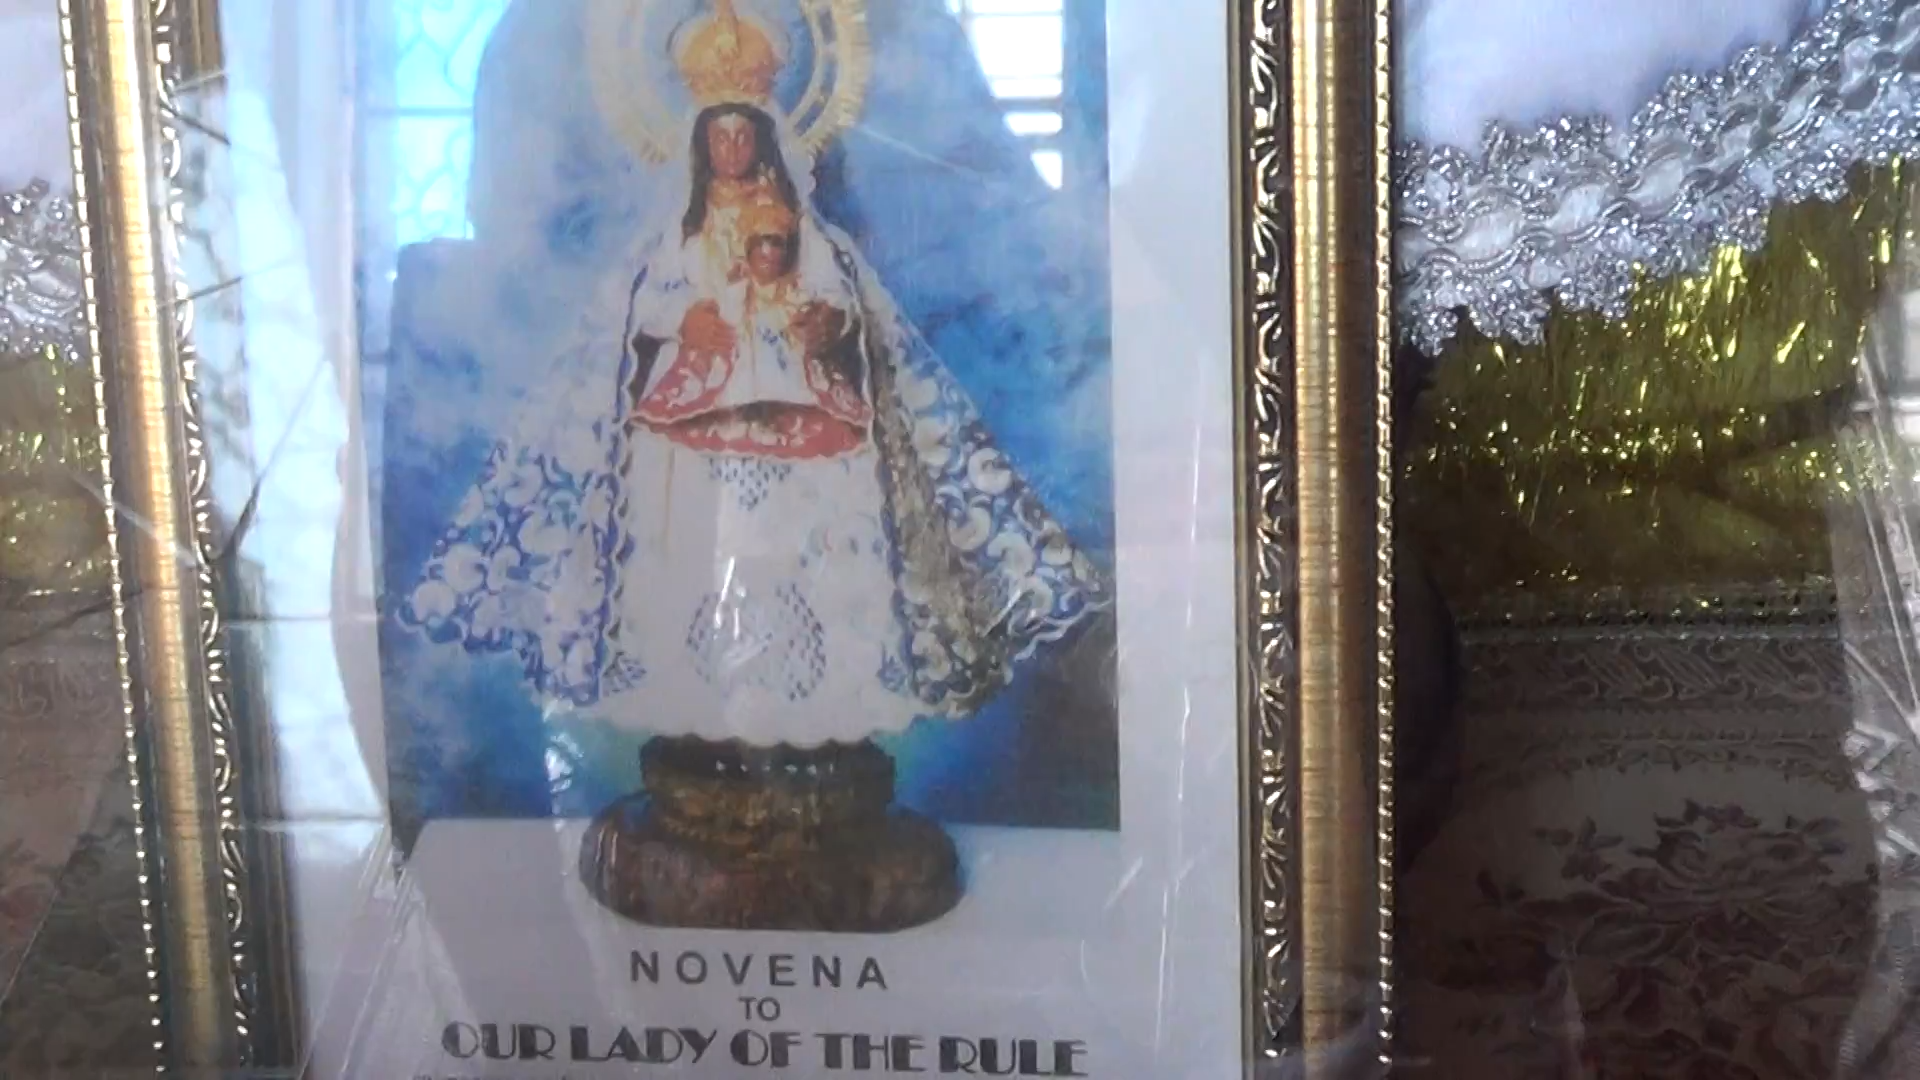 NOVENA
TO
OUR LADY OF THE RULE